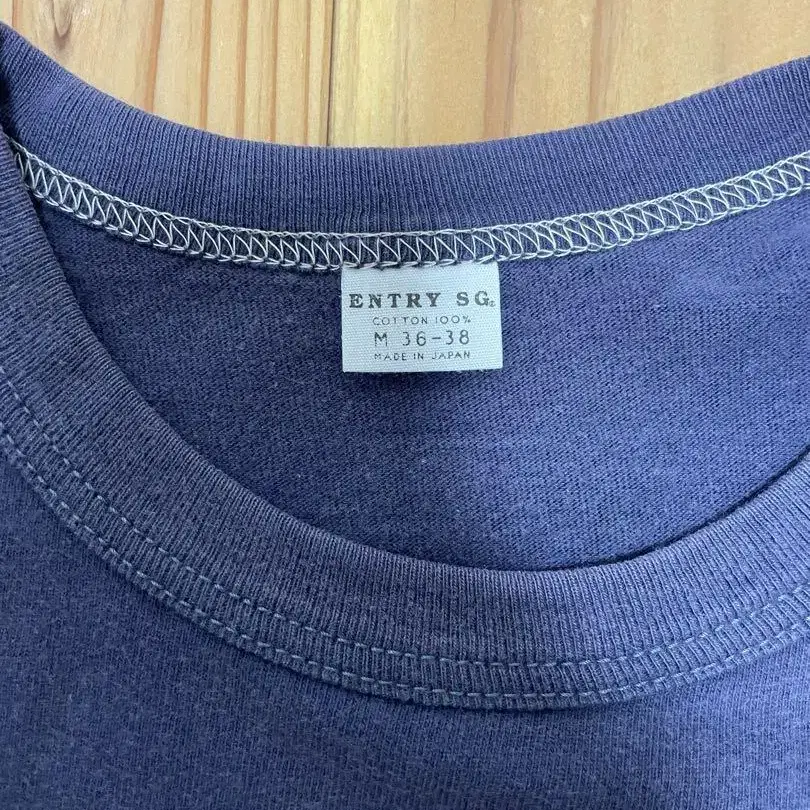 ENTRY SG.
COTTON 100%
M 36-38
MADE IN JAPAN